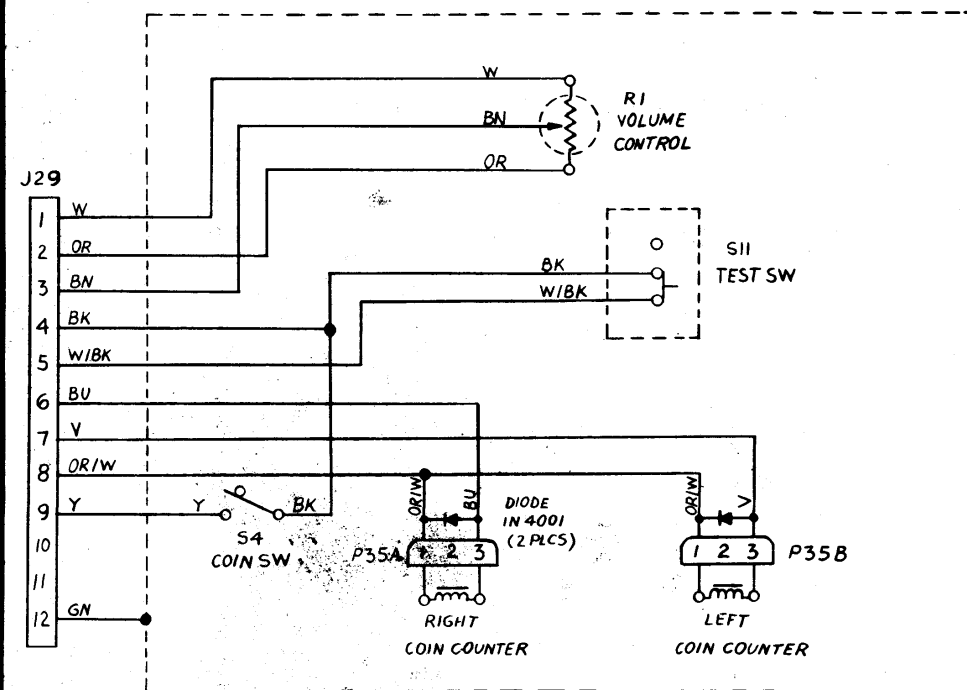 W
R1
BN
VOLUME
CONTROL
OR
J29
1 W
2 OR
S11
BK
TEST SW
3 BN
W/BK
4 BK
5 W/BK
6 BU
7 V
8 OR/W
OR/W BU DIODE OR/W V
9 Y Y BK IN 4001
S4 (2 PLCS)
10 COIN SW P35A 1 2 3 1 2 3 P35B
11
12 GN
RIGHT LEFT
COIN COUNTER COIN COUNTER